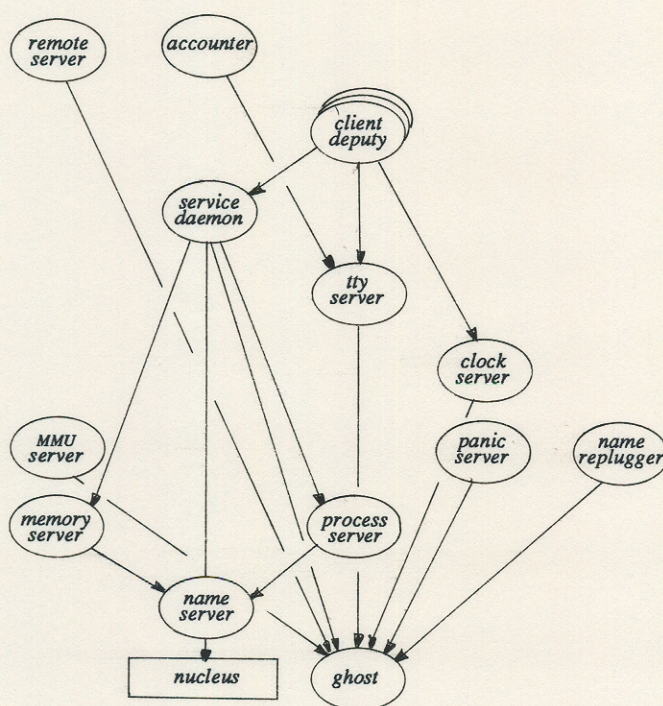 remote
server
accounter
client
deputy
service
daemon
tty
server
clock
server
MMU
server
panic
server
name
replugger
memory
server
process
server
name
server
nucleus
ghost